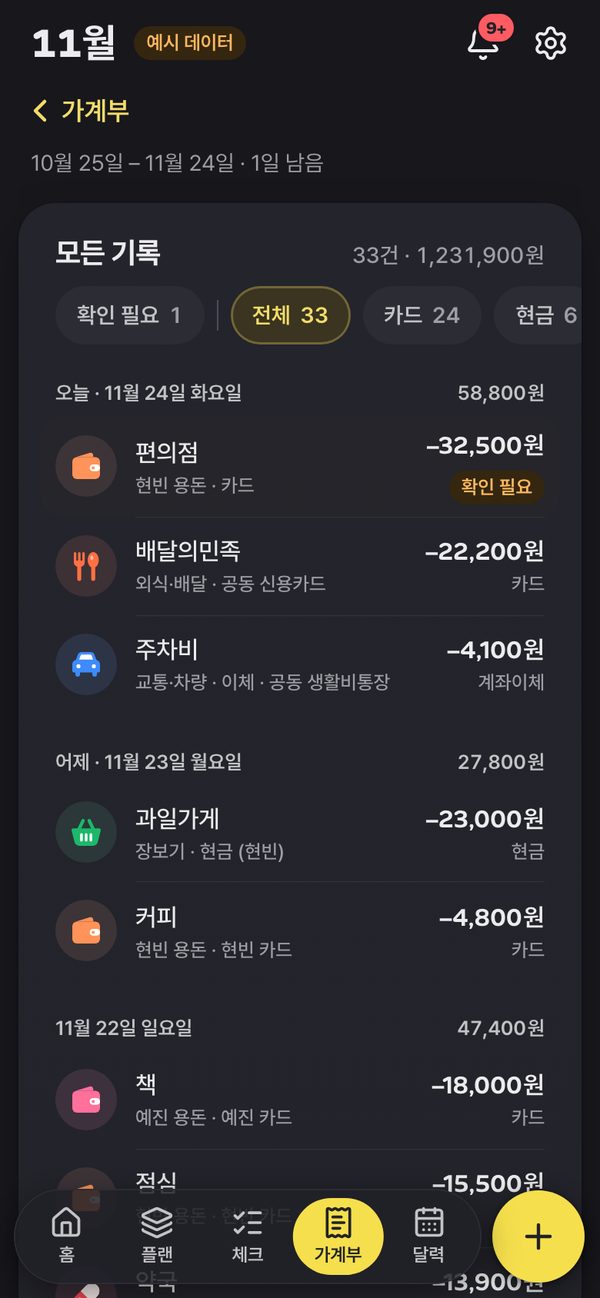 11월 예시 데이터 9+
가계부
10월 25일 – 11월 24일 · 1일 남음
모든 기록 33건 · 1,231,900원
확인 필요 1 전체 33 카드 24 현금 6
오늘 · 11월 24일 화요일 58,800원
편의점 –32,500원
현빈 용돈 · 카드 확인 필요
배달의민족 –22,200원
외식·배달 · 공동 신용카드 카드
주차비 –4,100원
교통·차량 · 이체 · 공동 생활비통장 계좌이체
어제 · 11월 23일 월요일 27,800원
과일가게 –23,000원
장보기 · 현금 (현빈) 현금
커피 –4,800원
현빈 용돈 · 현빈 카드 카드
11월 22일 일요일 47,400원
책 –18,000원
예진 용돈 · 예진 카드 카드
점심 –15,500원
홈 플랜 체크 가계부 달력
약국 –13,900원